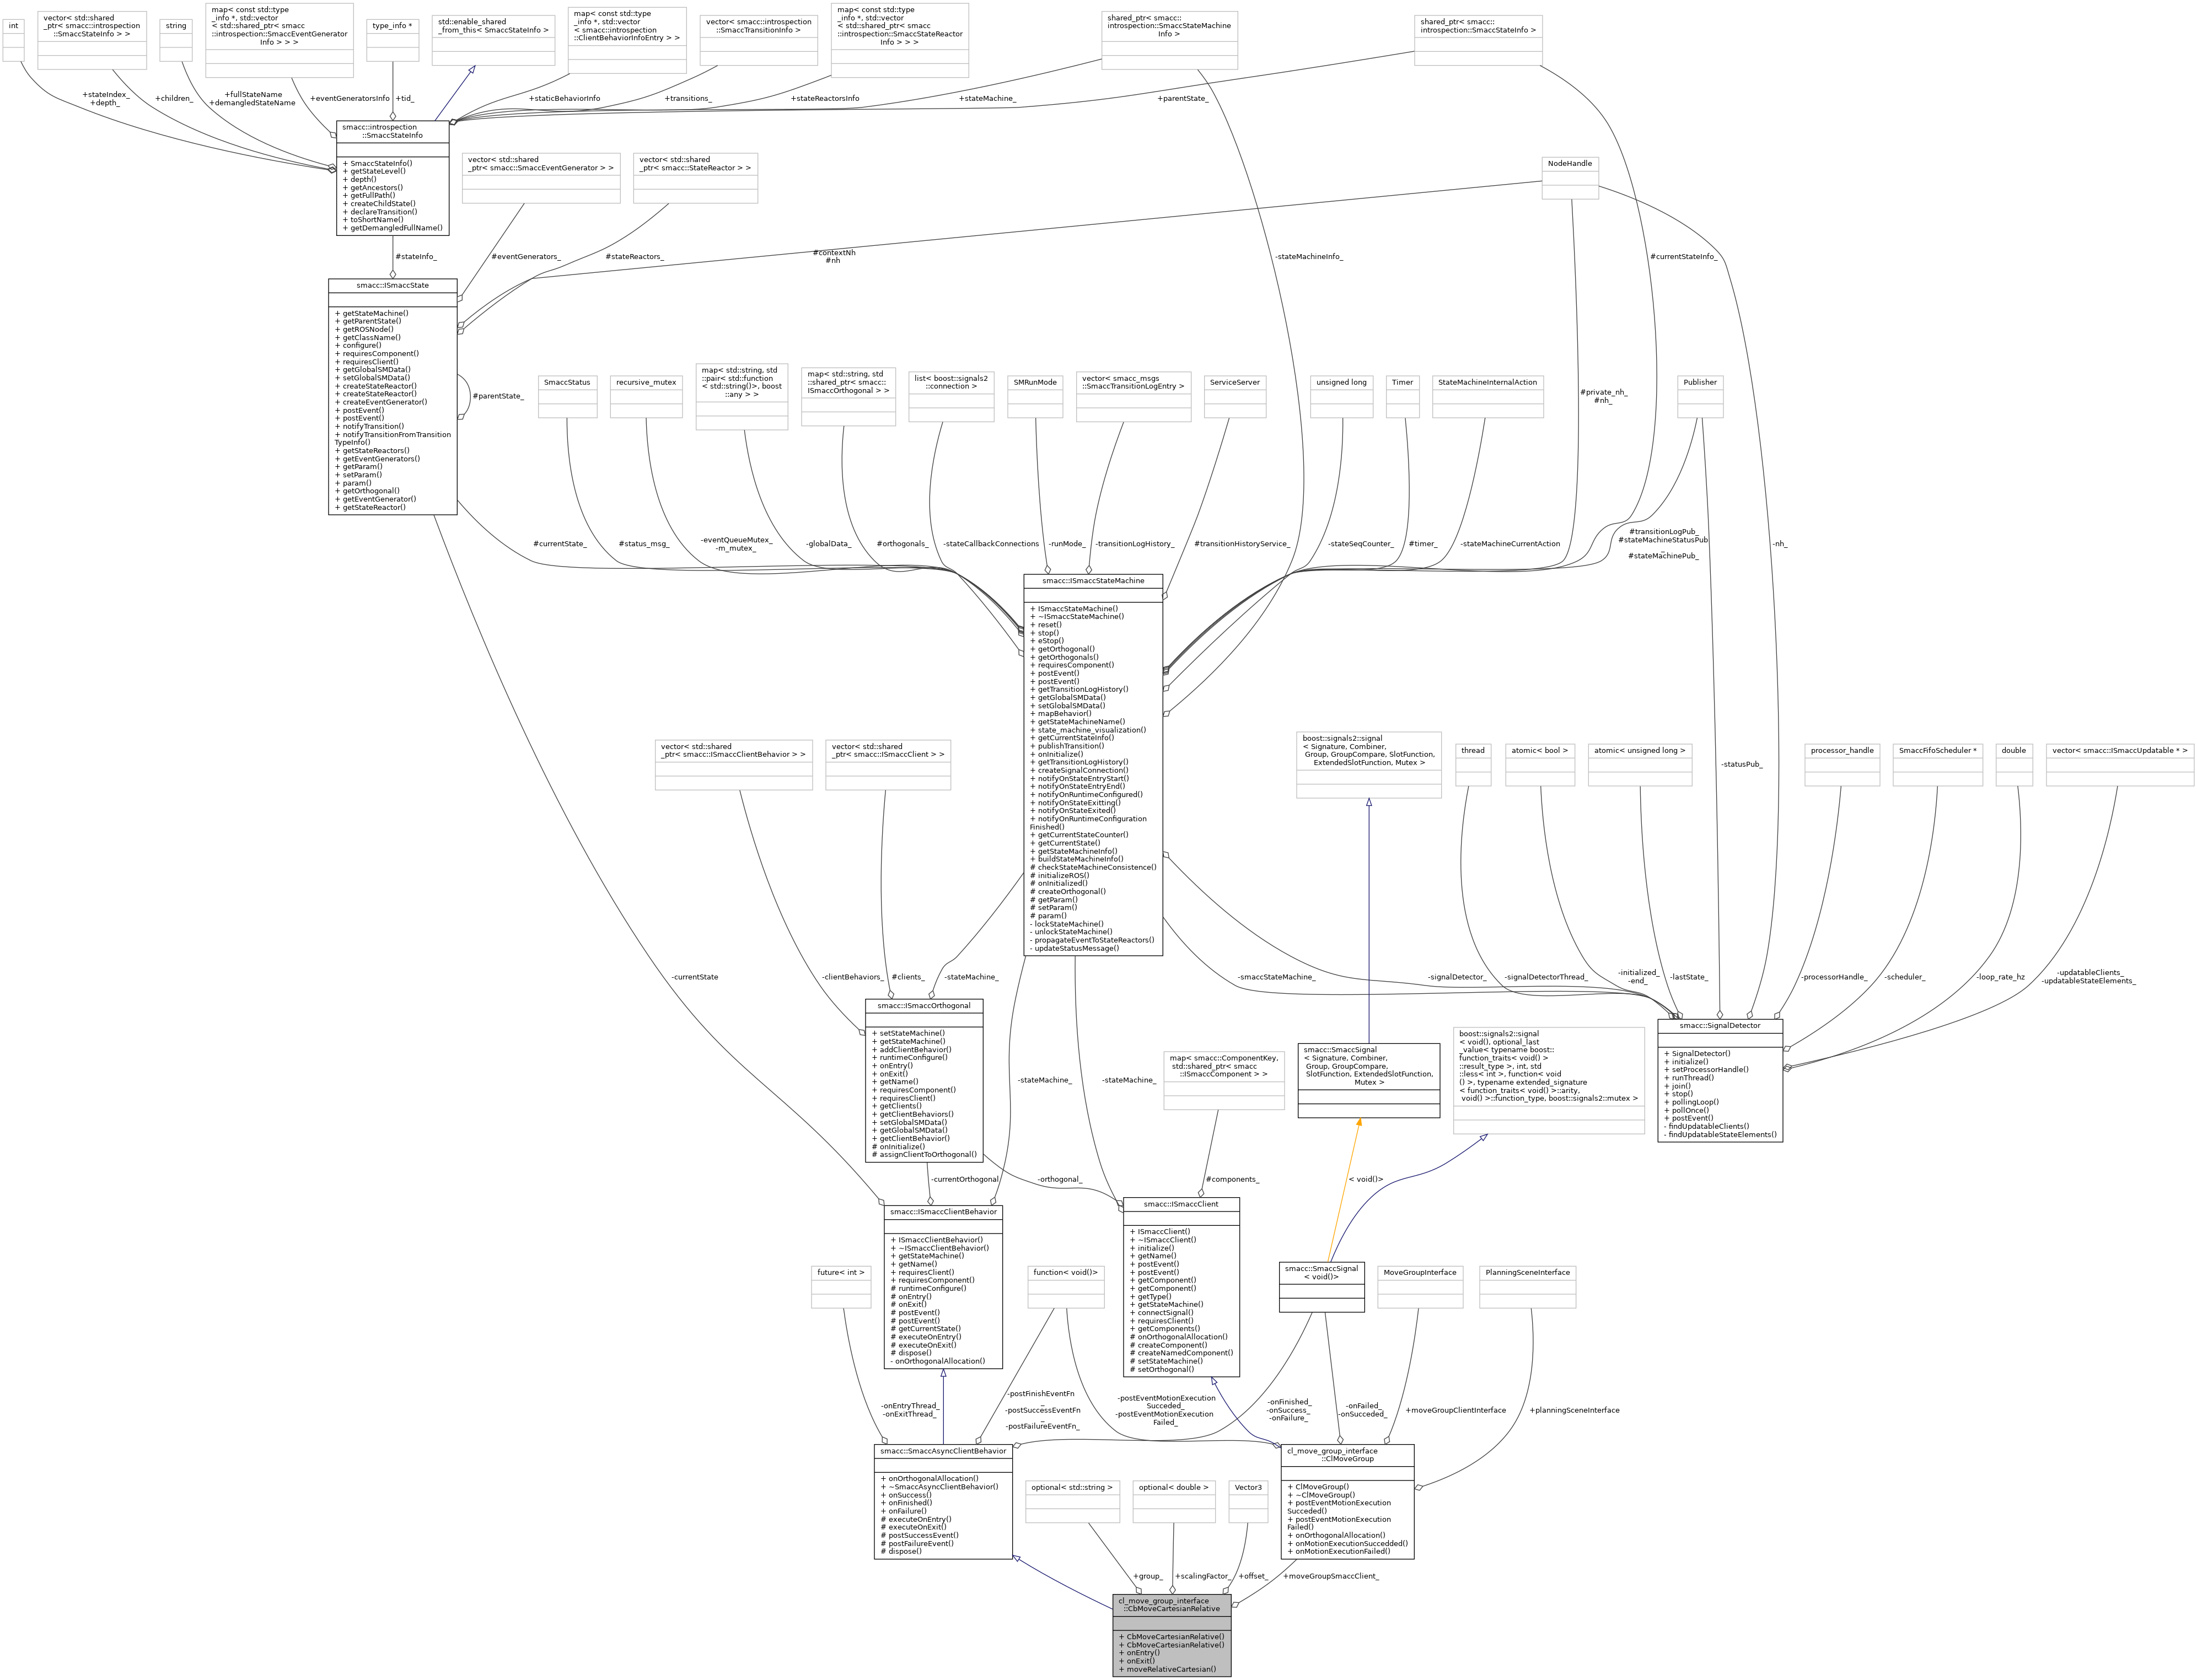 int
vector< std::shared
_ptr< smacc::introspection
::SmaccStateInfo > >
string
map< const std::type
_info *, std::vector
< std::shared_ptr< smacc
::introspection::SmaccEventGenerator
Info > > >
type_info *
std::enable_shared
_from_this< SmaccStateInfo >
map< const std::type
_info *, std::vector
< smacc::introspection
::ClientBehaviorInfoEntry > >
vector< smacc::introspection
::SmaccTransitionInfo >
map< const std::type
_info *, std::vector
< std::shared_ptr< smacc
::introspection::SmaccStateReactor
Info > > >
shared_ptr< smacc::
introspection::SmaccStateMachine
Info >
shared_ptr< smacc::
introspection::SmaccStateInfo >
+stateIndex_
+depth_
+children_
+fullStateName
+demangledStateName
+eventGeneratorsInfo
+tid_
+staticBehaviorInfo
+transitions_
+stateReactorsInfo
+stateMachine_
+parentState_
smacc::introspection
::SmaccStateInfo
+ SmaccStateInfo()
+ getStateLevel()
+ depth()
+ getAncestors()
+ getFullPath()
+ createChildState()
+ declareTransition()
+ toShortName()
+ getDemangledFullName()
vector< std::shared
_ptr< smacc::SmaccEventGenerator > >
vector< std::shared
_ptr< smacc::StateReactor > >
NodeHandle
#stateInfo_
#eventGenerators_
#stateReactors_
#contextNh
#nh
-stateMachineInfo_
#currentStateInfo_
smacc::ISmaccState
+ getStateMachine()
+ getParentState()
+ getROSNode()
+ getClassName()
+ configure()
+ requiresComponent()
+ requiresClient()
+ getGlobalSMData()
+ setGlobalSMData()
+ createStateReactor()
+ createStateReactor()
+ createEventGenerator()
+ postEvent()
+ postEvent()
+ notifyTransition()
+ notifyTransitionFromTransition
TypeInfo()
+ getStateReactors()
+ getEventGenerators()
+ getParam()
+ setParam()
+ param()
+ getOrthogonal()
+ getEventGenerator()
+ getStateReactor()
#parentState_
SmaccStatus
recursive_mutex
map< std::string, std
::pair< std::function
< std::string()>, boost
::any > >
map< std::string, std
::shared_ptr< smacc::
ISmaccOrthogonal > >
list< boost::signals2
::connection >
SMRunMode
vector< smacc_msgs
::SmaccTransitionLogEntry >
ServiceServer
unsigned long
Timer
StateMachineInternalAction
#private_nh_
#nh_
Publisher
#currentState_
#status_msg_
-eventQueueMutex_
-m_mutex_
-globalData_
#orthogonals_
-stateCallbackConnections
-runMode_
-transitionLogHistory_
#transitionHistoryService_
-stateSeqCounter_
#timer_
-stateMachineCurrentAction
#transitionLogPub_
#stateMachineStatusPub
_
#stateMachinePub_
-nh_
smacc::ISmaccStateMachine
+ ISmaccStateMachine()
+ ~ISmaccStateMachine()
+ reset()
+ stop()
+ eStop()
+ getOrthogonal()
+ getOrthogonals()
+ requiresComponent()
+ postEvent()
+ postEvent()
+ getTransitionLogHistory()
+ getGlobalSMData()
+ setGlobalSMData()
+ mapBehavior()
+ getStateMachineName()
+ state_machine_visualization()
+ getCurrentStateInfo()
+ publishTransition()
+ onInitialize()
+ getTransitionLogHistory()
+ createSignalConnection()
+ notifyOnStateEntryStart()
+ notifyOnStateEntryEnd()
+ notifyOnRuntimeConfigured()
+ notifyOnStateExitting()
+ notifyOnStateExited()
+ notifyOnRuntimeConfiguration
Finished()
+ getCurrentStateCounter()
+ getCurrentState()
+ getStateMachineInfo()
+ buildStateMachineInfo()
# checkStateMachineConsistence()
# initializeROS()
# onInitialized()
# createOrthogonal()
# getParam()
# setParam()
# param()
- lockStateMachine()
- unlockStateMachine()
- propagateEventToStateReactors()
- updateStatusMessage()
vector< std::shared
_ptr< smacc::ISmaccClientBehavior > >
vector< std::shared
_ptr< smacc::ISmaccClient > >
boost::signals2::signal
< Signature, Combiner,
Group, GroupCompare, SlotFunction,
ExtendedSlotFunction, Mutex >
thread
atomic< bool >
atomic< unsigned long >
-statusPub_
processor_handle
SmaccFifoScheduler *
double
vector< smacc::ISmaccUpdatable * >
-currentState
-clientBehaviors_
#clients_
-stateMachine_
-smaccStateMachine_
-signalDetector_
-signalDetectorThread_
-initialized_
-end_
-lastState_
-processorHandle_
-scheduler_
-loop_rate_hz
-updatableClients_
-updatableStateElements_
smacc::ISmaccOrthogonal
+ setStateMachine()
+ getStateMachine()
+ addClientBehavior()
+ runtimeConfigure()
+ onEntry()
+ onExit()
+ getName()
+ requiresComponent()
+ requiresClient()
+ getClients()
+ getClientBehaviors()
+ setGlobalSMData()
+ getGlobalSMData()
+ getClientBehavior()
# onInitialize()
# assignClientToOrthogonal()
-stateMachine_
-stateMachine_
map< smacc::ComponentKey,
std::shared_ptr< smacc
::ISmaccComponent > >
smacc::SmaccSignal
< Signature, Combiner,
Group, GroupCompare,
SlotFunction, ExtendedSlotFunction,
Mutex >
boost::signals2::signal
< void(), optional_last
_value< typename boost::
function_traits< void() >
::result_type >, int, std
::less< int >, function< void
() >, typename extended_signature
< function_traits< void() >::arity,
void() >::function_type, boost::signals2::mutex >
smacc::SignalDetector
+ SignalDetector()
+ initialize()
+ setProcessorHandle()
+ runThread()
+ join()
+ stop()
+ pollingLoop()
+ pollOnce()
+ postEvent()
- findUpdatableClients()
- findUpdatableStateElements()
-currentOrthogonal
-orthogonal_
#components_
< void()>
smacc::ISmaccClientBehavior
+ ISmaccClientBehavior()
+ ~ISmaccClientBehavior()
+ getStateMachine()
+ getName()
+ requiresClient()
+ requiresComponent()
# runtimeConfigure()
# onEntry()
# onExit()
# postEvent()
# postEvent()
# getCurrentState()
# executeOnEntry()
# executeOnExit()
# dispose()
- onOrthogonalAllocation()
smacc::ISmaccClient
+ ISmaccClient()
+ ~ISmaccClient()
+ initialize()
+ getName()
+ postEvent()
+ postEvent()
+ getComponent()
+ getComponent()
+ getType()
+ getStateMachine()
+ connectSignal()
+ requiresClient()
+ getComponents()
# onOrthogonalAllocation()
# createComponent()
# createNamedComponent()
# setStateMachine()
# setOrthogonal()
future< int >
function< void()>
smacc::SmaccSignal
< void()>
MoveGroupInterface
PlanningSceneInterface
-onEntryThread_
-onExitThread_
-postFinishEventFn
_
-postSuccessEventFn
_
-postFailureEventFn_
-postEventMotionExecution
Succeded_
-postEventMotionExecution
Failed_
-onFinished_
-onSuccess_
-onFailure_
-onFailed_
-onSucceded_
+moveGroupClientInterface
+planningSceneInterface
smacc::SmaccAsyncClientBehavior
+ onOrthogonalAllocation()
+ ~SmaccAsyncClientBehavior()
+ onSuccess()
+ onFinished()
+ onFailure()
# executeOnEntry()
# executeOnExit()
# postSuccessEvent()
# postFailureEvent()
# dispose()
optional< std::string >
optional< double >
Vector3
cl_move_group_interface
::ClMoveGroup
+ ClMoveGroup()
+ ~ClMoveGroup()
+ postEventMotionExecution
Succeded()
+ postEventMotionExecution
Failed()
+ onOrthogonalAllocation()
+ onMotionExecutionSuccedded()
+ onMotionExecutionFailed()
+group_
+scalingFactor_
+offset_
+moveGroupSmaccClient_
cl_move_group_interface
::CbMoveCartesianRelative
+ CbMoveCartesianRelative()
+ CbMoveCartesianRelative()
+ onEntry()
+ onExit()
+ moveRelativeCartesian()